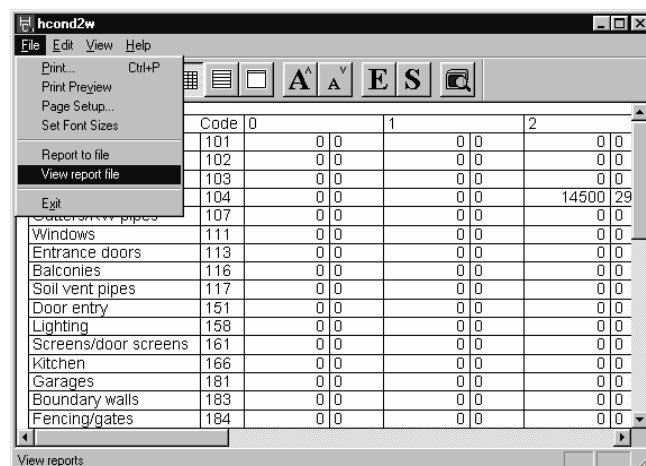 hcond2w
File Edit View Help
Print... Ctrl+P
Print Preview
Page Setup...
Set Font Sizes
Report to file
View report file
Exit
A^ A˅ E S
Code 0 1 2
101 0 0 0 0 0 0
102 0 0 0 0 0 0
103 0 0 0 0 0 0
104 0 0 0 0 14500 29
107 0 0 0 0 0 0
Windows 111 0 0 0 0 0 0
Entrance doors 113 0 0 0 0 0 0
Balconies 116 0 0 0 0 0 0
Soil vent pipes 117 0 0 0 0 0 0
Door entry 151 0 0 0 0 0 0
Lighting 158 0 0 0 0 0 0
Screens/door screens 161 0 0 0 0 0 0
Kitchen 166 0 0 0 0 0 0
Garages 181 0 0 0 0 0 0
Boundary walls 183 0 0 0 0 0 0
Fencing/gates 184 0 0 0 0 0 0
View reports